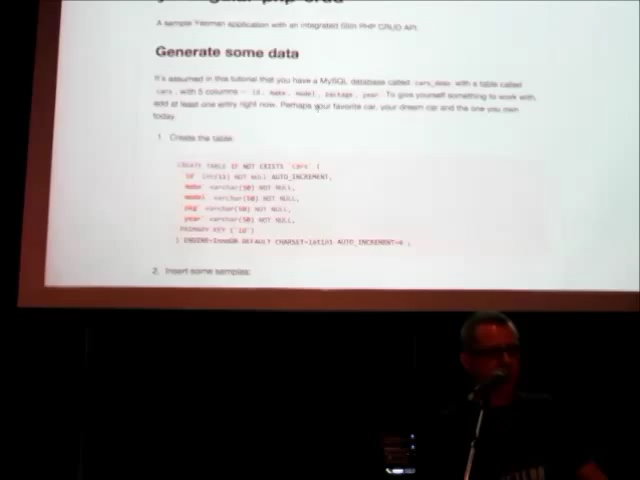 A sample Yeoman application with an integrated Slim PHP CRUD API.
Generate some data
It's assumed in this tutorial that you have a MySQL database called cars_demo with a table called
cars , with 5 columns - id, make, model, package, year. To give yourself something to work with,
add at least one entry right now. Perhaps your favorite car, your dream car and the one you own
today.
1. Create the table:
CREATE TABLE IF NOT EXISTS `cars` (
`id` int(11) NOT NULL AUTO_INCREMENT,
`make` varchar(50) NOT NULL,
`model` varchar(50) NOT NULL,
`pkg` varchar(50) NOT NULL,
`year` varchar(50) NOT NULL,
PRIMARY KEY (`id`)
) ENGINE=InnoDB DEFAULT CHARSET=latin1 AUTO_INCREMENT=4 ;
2. Insert some samples: